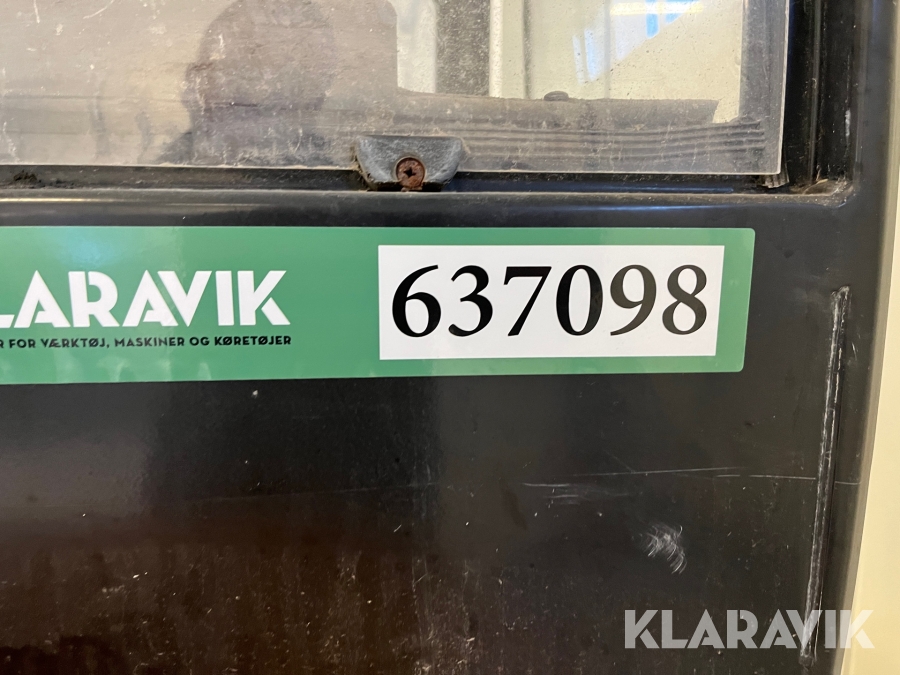 LARAVIK
R FOR VÆRKTØJ, MASKINER OG KØRETØJER
637098
KLARAVIK